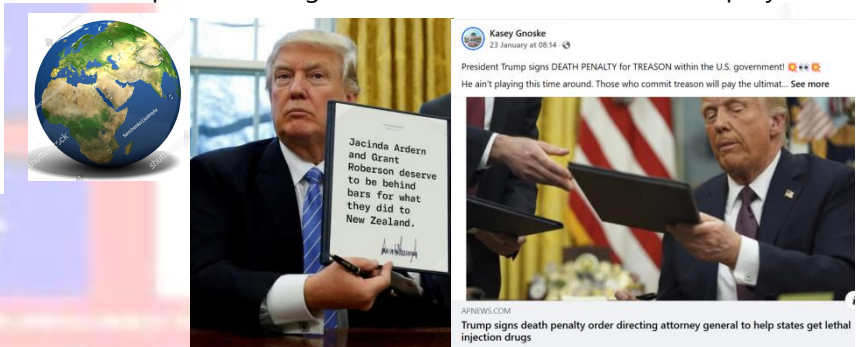 Jacinda Ardern
and Grant
Roberson deserve
to be behind
bars for what
they did to
New Zealand.
Kasey Gnoske
23 January at 08:14 ·
President Trump signs DEATH PENALTY for TREASON within the U.S. government!
He ain't playing this time around. Those who commit treason will pay the ultimat... See more
APNEWS.COM
Trump signs death penalty order directing attorney general to help states get lethal
injection drugs